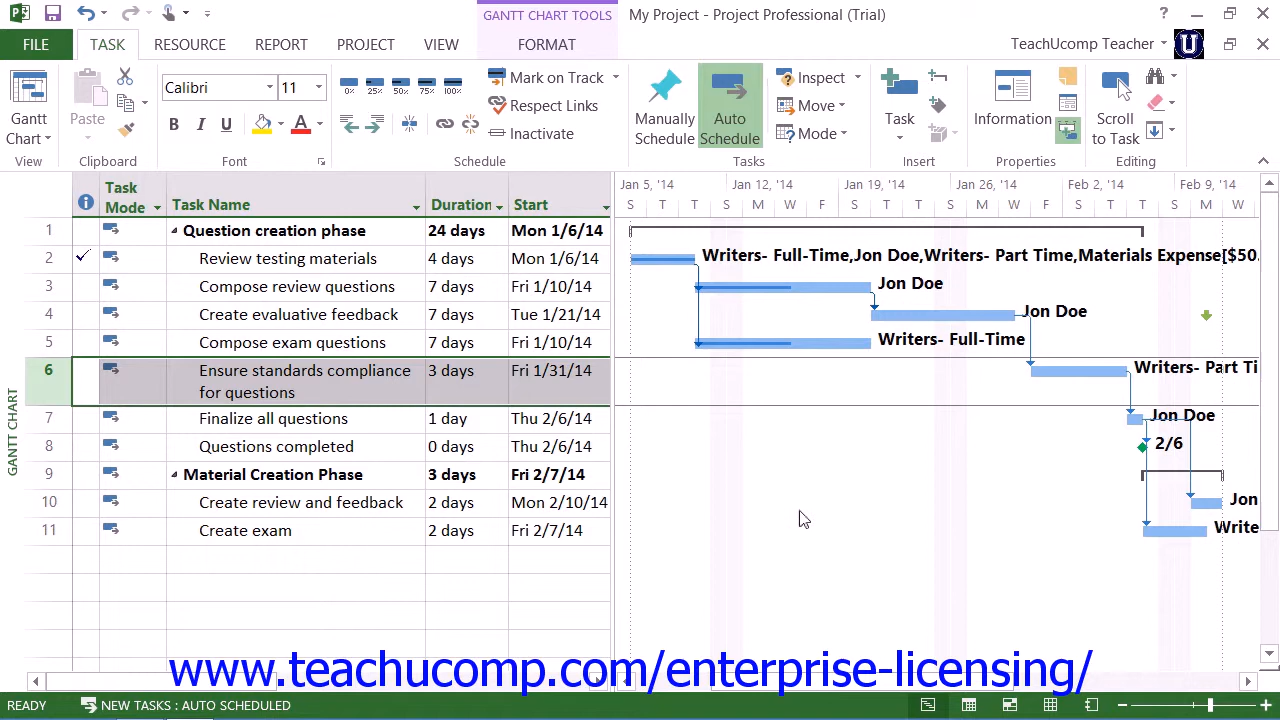 GANTT CHART TOOLS
My Project - Project Professional (Trial)
FILE
TASK
RESOURCE
REPORT
PROJECT
VIEW
FORMAT
TeachUcomp Teacher
U
Gantt Chart
View
Paste
Clipboard
Calibri
11
B I U A
Font
0% 25% 50% 75% 100%
Mark on Track
Respect Links
Inactivate
Schedule
Manually Schedule
Auto Schedule
Inspect
Move
Mode
Tasks
Task
Insert
Information
Properties
Scroll to Task
Editing
Task Mode
Task Name
Duration
Start
Jan 5, '14
Jan 12, '14
Jan 19, '14
Jan 26, '14
Feb 2, '14
Feb 9, '14
S T T S M W F S T T S M W F S T T S M W
1 Question creation phase 24 days Mon 1/6/14
2 Review testing materials 4 days Mon 1/6/14 Writers- Full-Time,Jon Doe,Writers- Part Time,Materials Expense[$50.
3 Compose review questions 7 days Fri 1/10/14 Jon Doe
4 Create evaluative feedback 7 days Tue 1/21/14 Jon Doe
5 Compose exam questions 7 days Fri 1/10/14 Writers- Full-Time
6 Ensure standards compliance 3 days Fri 1/31/14 Writers- Part Ti
for questions
7 Finalize all questions 1 day Thu 2/6/14 Jon Doe
8 Questions completed 0 days Thu 2/6/14 2/6
9 Material Creation Phase 3 days Fri 2/7/14
10 Create review and feedback 2 days Mon 2/10/14 Jon
11 Create exam 2 days Fri 2/7/14 Write
GANTT CHART
www.teachucomp.com/enterprise-licensing/
READY
NEW TASKS : AUTO SCHEDULED